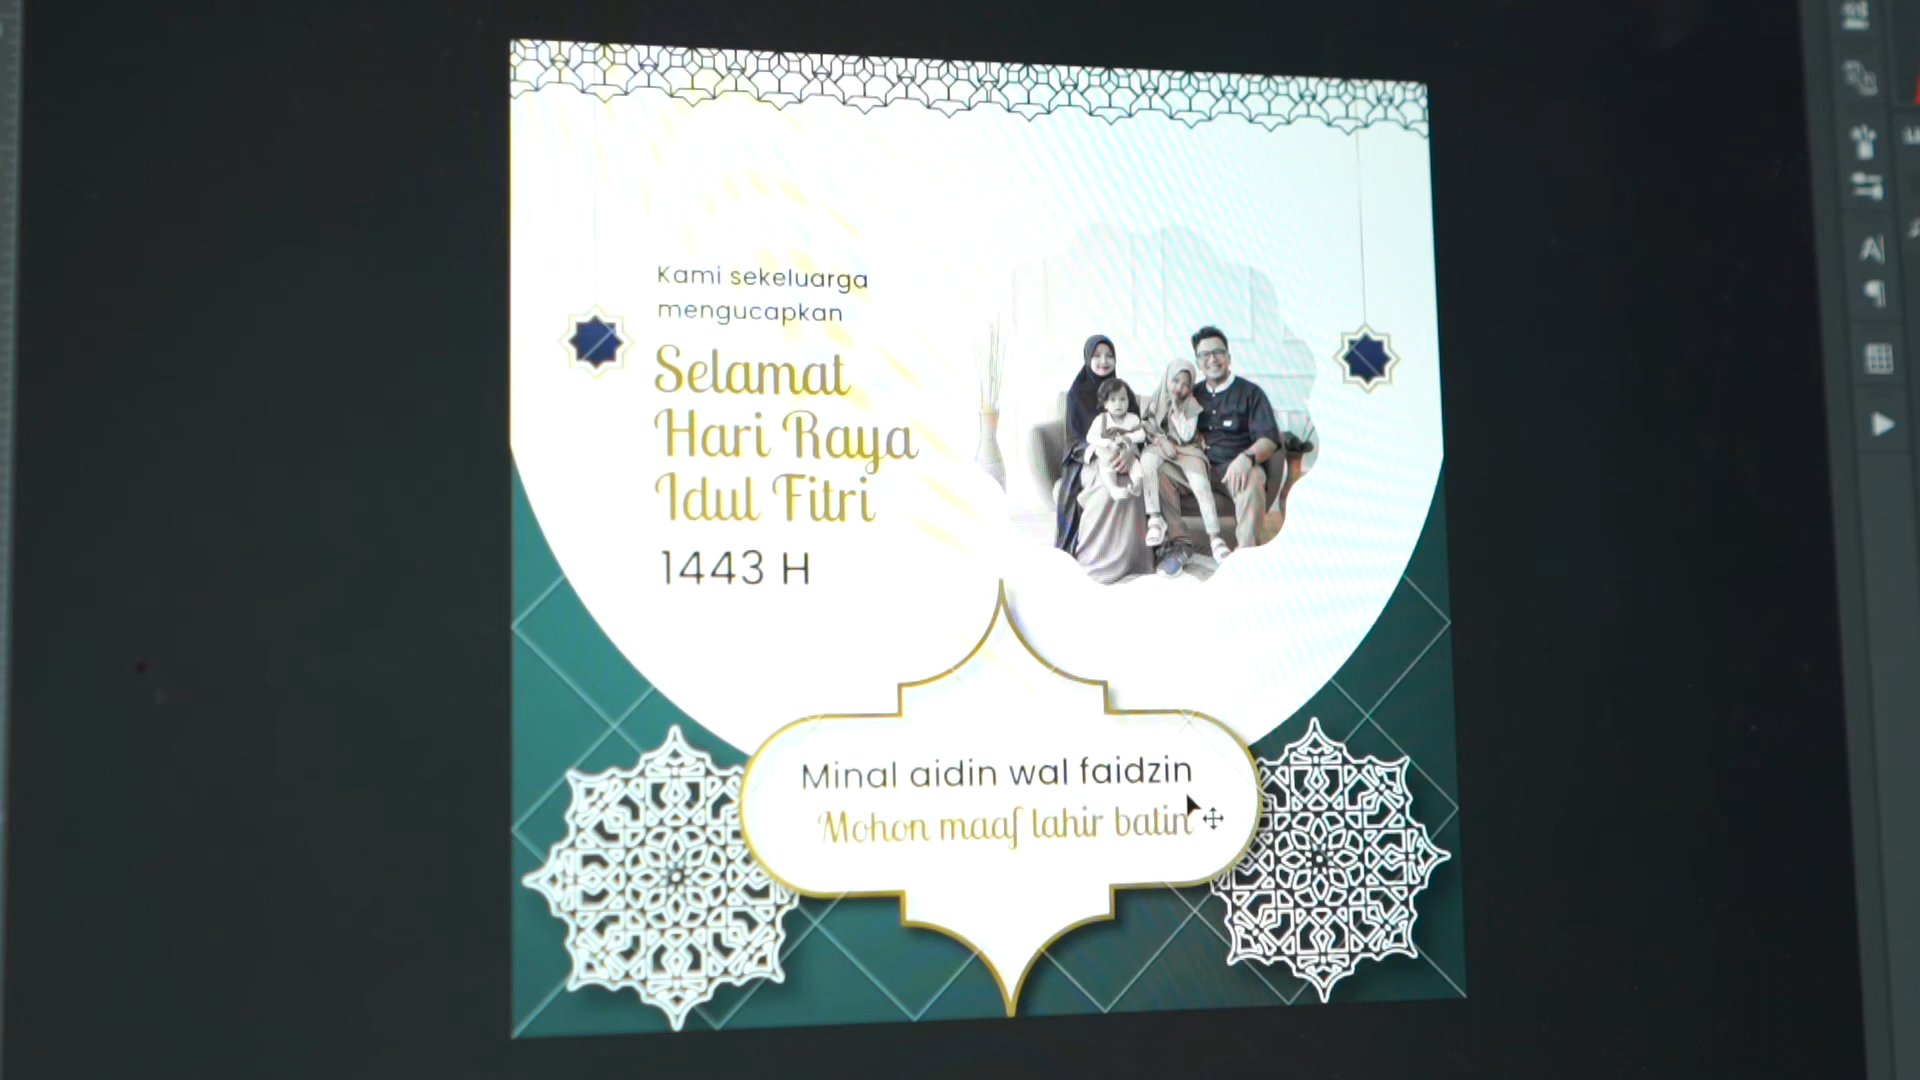 Kami sekeluarga
mengucapkan
Selamat
Hari Raya
Idul Fitri
1443 H
Minal aidin wal faidzin
Mohon maaf lahir batin